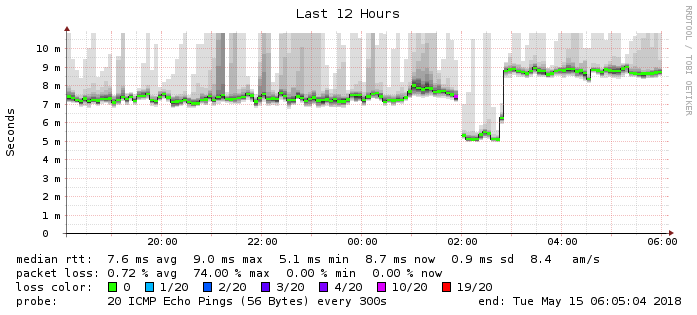 Last 12 Hours
RRDTOOL / TOBI OETIKER
Seconds
10 m
9 m
8 m
7 m
6 m
5 m
4 m
3 m
2 m
1 m
0
20:00 22:00 00:00 02:00 04:00 06:00
median rtt: 7.6 ms avg 9.0 ms max 5.1 ms min 8.7 ms now 0.9 ms sd 8.4 am/s
packet loss: 0.72 % avg 74.00 % max 0.00 % min 0.00 % now
loss color: 0 1/20 2/20 3/20 4/20 10/20 19/20
probe: 20 ICMP Echo Pings (56 Bytes) every 300s end: Tue May 15 06:05:04 2018